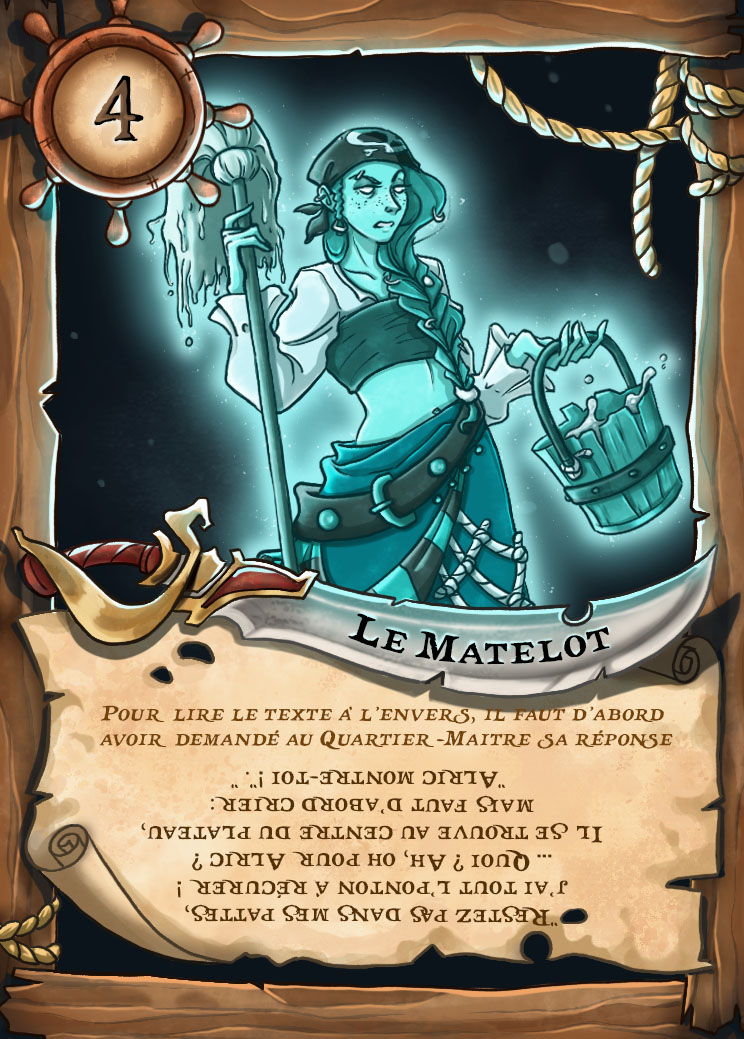 4
LE MATELOT
POUR LIRE LE TEXTE À L'ENVERS, IL FAUT D'ABORD
AVOIR DEMANDÉ AU QUARTIER-MAITRE SA RÉPONSE
"RESTEZ PAS DANS MES PATTES,
J'AI TOUT L'PONTON À RÉCURER !
... QUOI ? AH, OH POUR ALRIC ?
IL SE TROUVE AU CENTRE DU PLATEAU,
MAIS FAUT D'ABORD CRIER :
"ALRIC MONTRE-TOI !"."